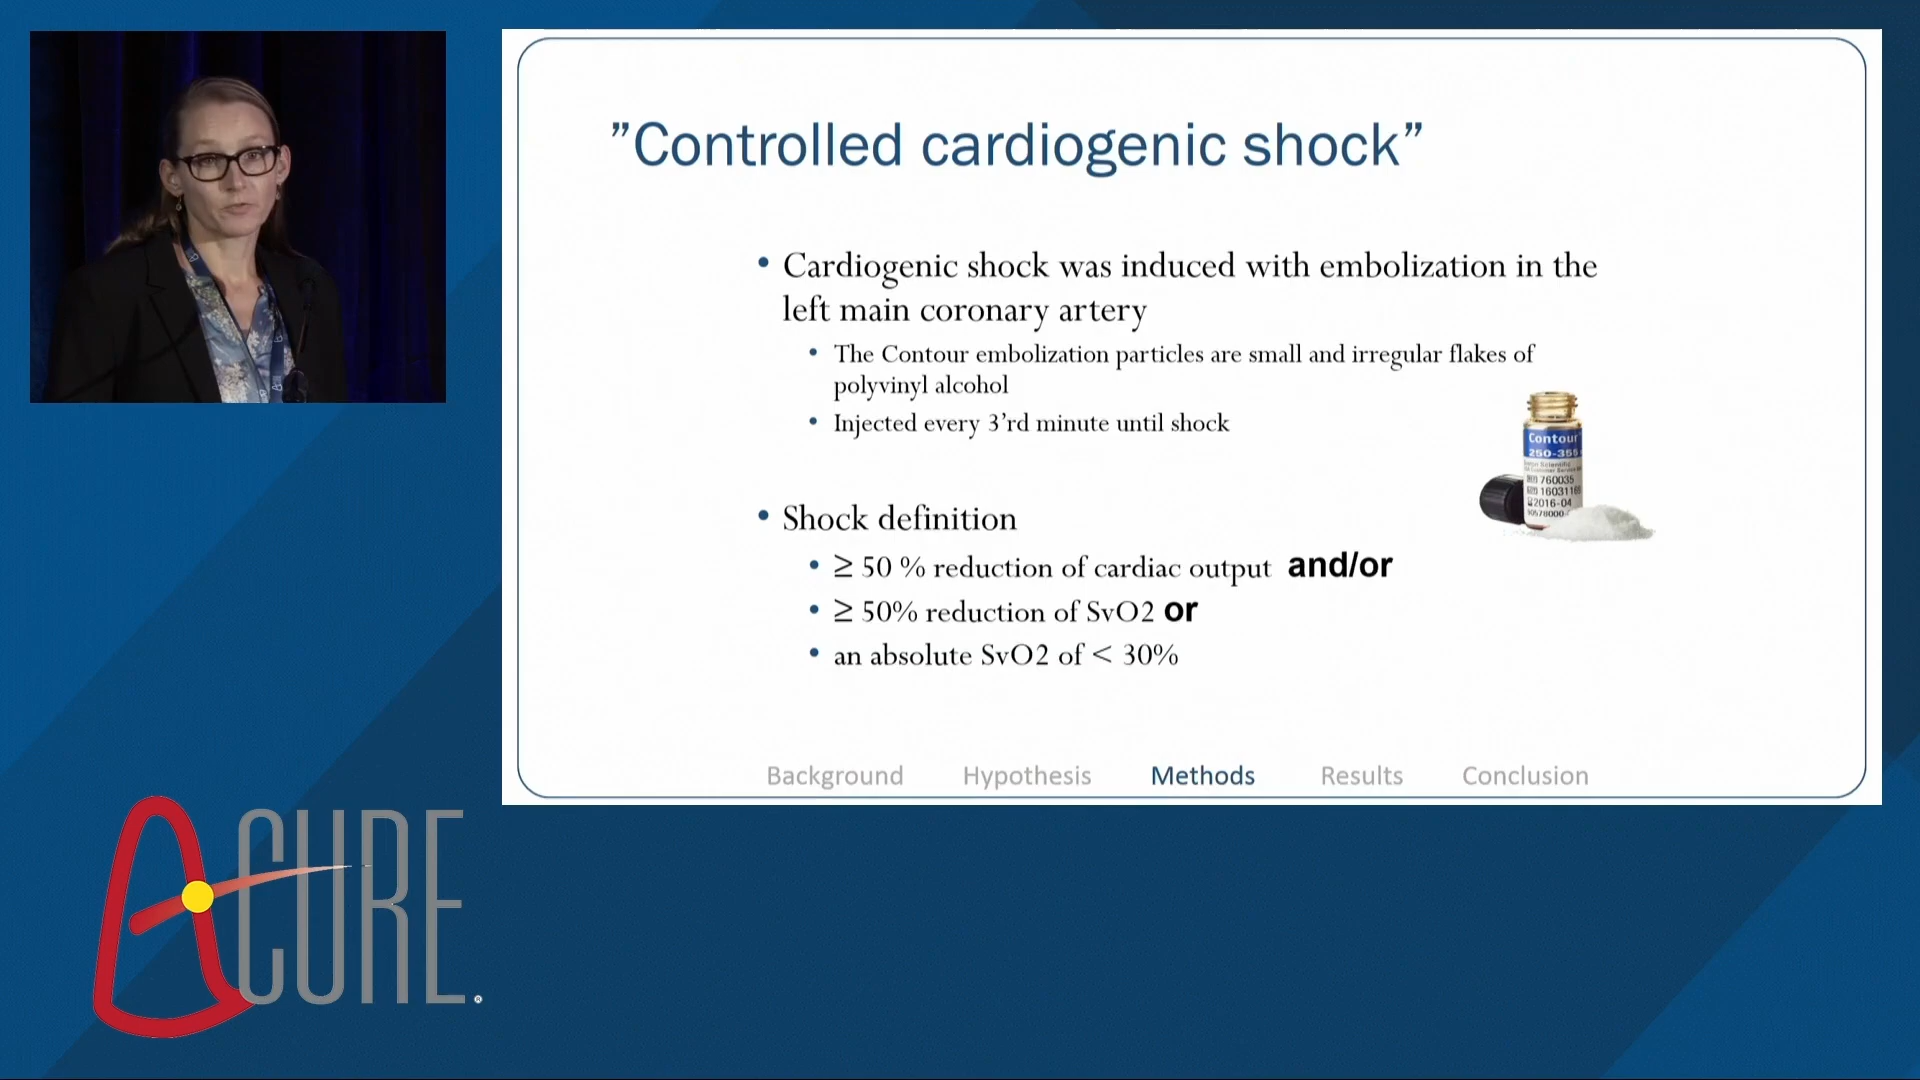 ”Controlled cardiogenic shock”
• Cardiogenic shock was induced with embolization in the
left main coronary artery
• The Contour embolization particles are small and irregular flakes of
polyvinyl alcohol
• Injected every 3’rd minute until shock
Contour
250-355
760035
2016-04
• Shock definition
• ≥ 50 % reduction of cardiac output and/or
• ≥ 50% reduction of SvO2 or
• an absolute SvO2 of < 30%
Background Hypothesis Methods Results Conclusion
A-CURE®